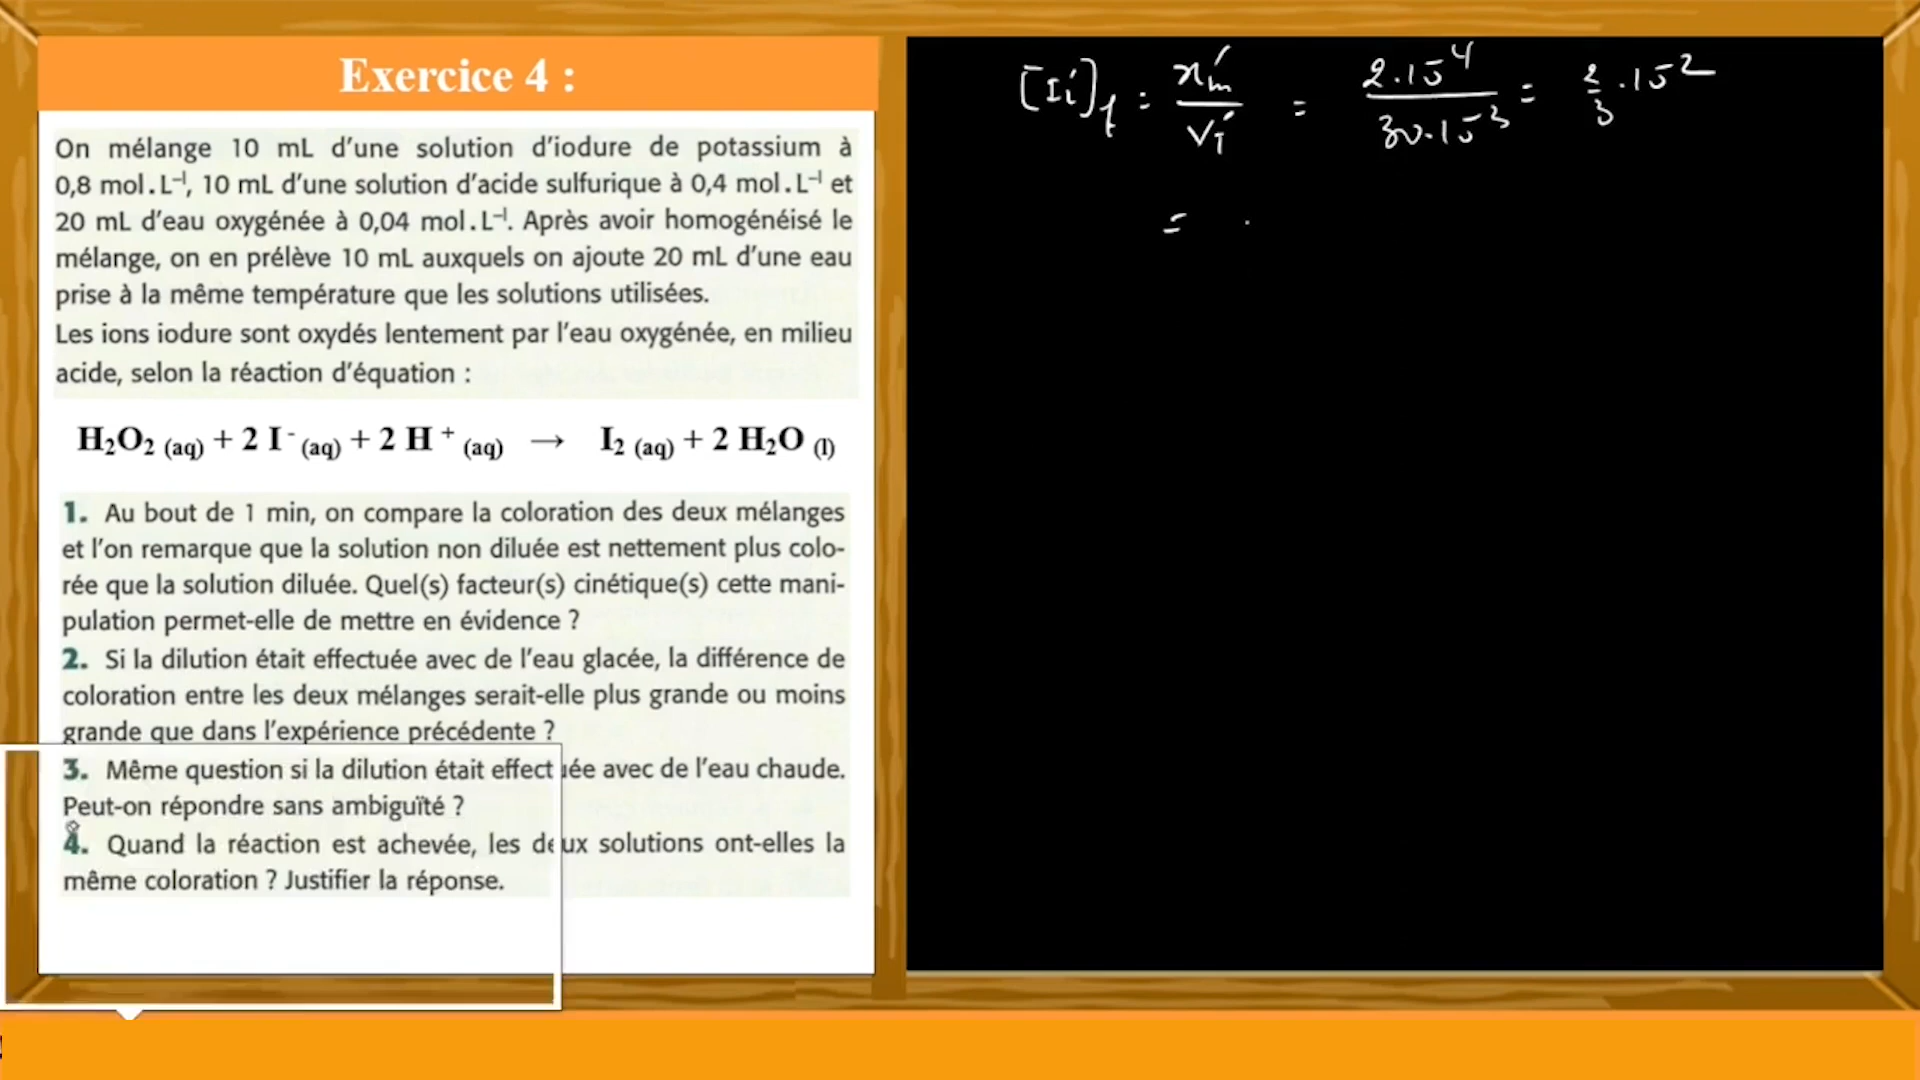 Exercice 4 :
On mélange 10 mL d’une solution d’iodure de potassium à
0,8 mol.L⁻¹, 10 mL d’une solution d’acide sulfurique à 0,4 mol.L⁻¹ et
20 mL d’eau oxygénée à 0,04 mol.L⁻¹. Après avoir homogénéisé le
mélange, on en prélève 10 mL auxquels on ajoute 20 mL d’une eau
prise à la même température que les solutions utilisées.
Les ions iodure sont oxydés lentement par l’eau oxygénée, en milieu
acide, selon la réaction d’équation :
H₂O₂ (aq) + 2 I⁻ (aq) + 2 H⁺ (aq) → I₂ (aq) + 2 H₂O (l)
1. Au bout de 1 min, on compare la coloration des deux mélanges
et l’on remarque que la solution non diluée est nettement plus colo-
rée que la solution diluée. Quel(s) facteur(s) cinétique(s) cette mani-
pulation permet-elle de mettre en évidence ?
2. Si la dilution était effectuée avec de l’eau glacée, la différence de
coloration entre les deux mélanges serait-elle plus grande ou moins
grande que dans l’expérience précédente ?
3. Même question si la dilution était effectuée avec de l’eau chaude.
Peut-on répondre sans ambiguïté ?
4. Quand la réaction est achevée, les deux solutions ont-elles la
même coloration ? Justifier la réponse.
[I₂']f = x'm / V'T = 2.10⁻⁴ / 30.10⁻³ = 2/3 . 10⁻²
= .